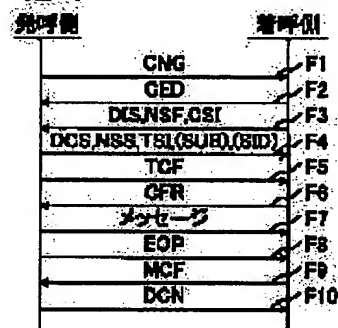 発呼側 着呼側
CNG F1
CED F2
DIS,NSF,CSI F3
DCS,NSS,TSI,(SUB),(SID) F4
TCF F5
CFR F6
メッセージ F7
EOP F8
MCF F9
DCN F10